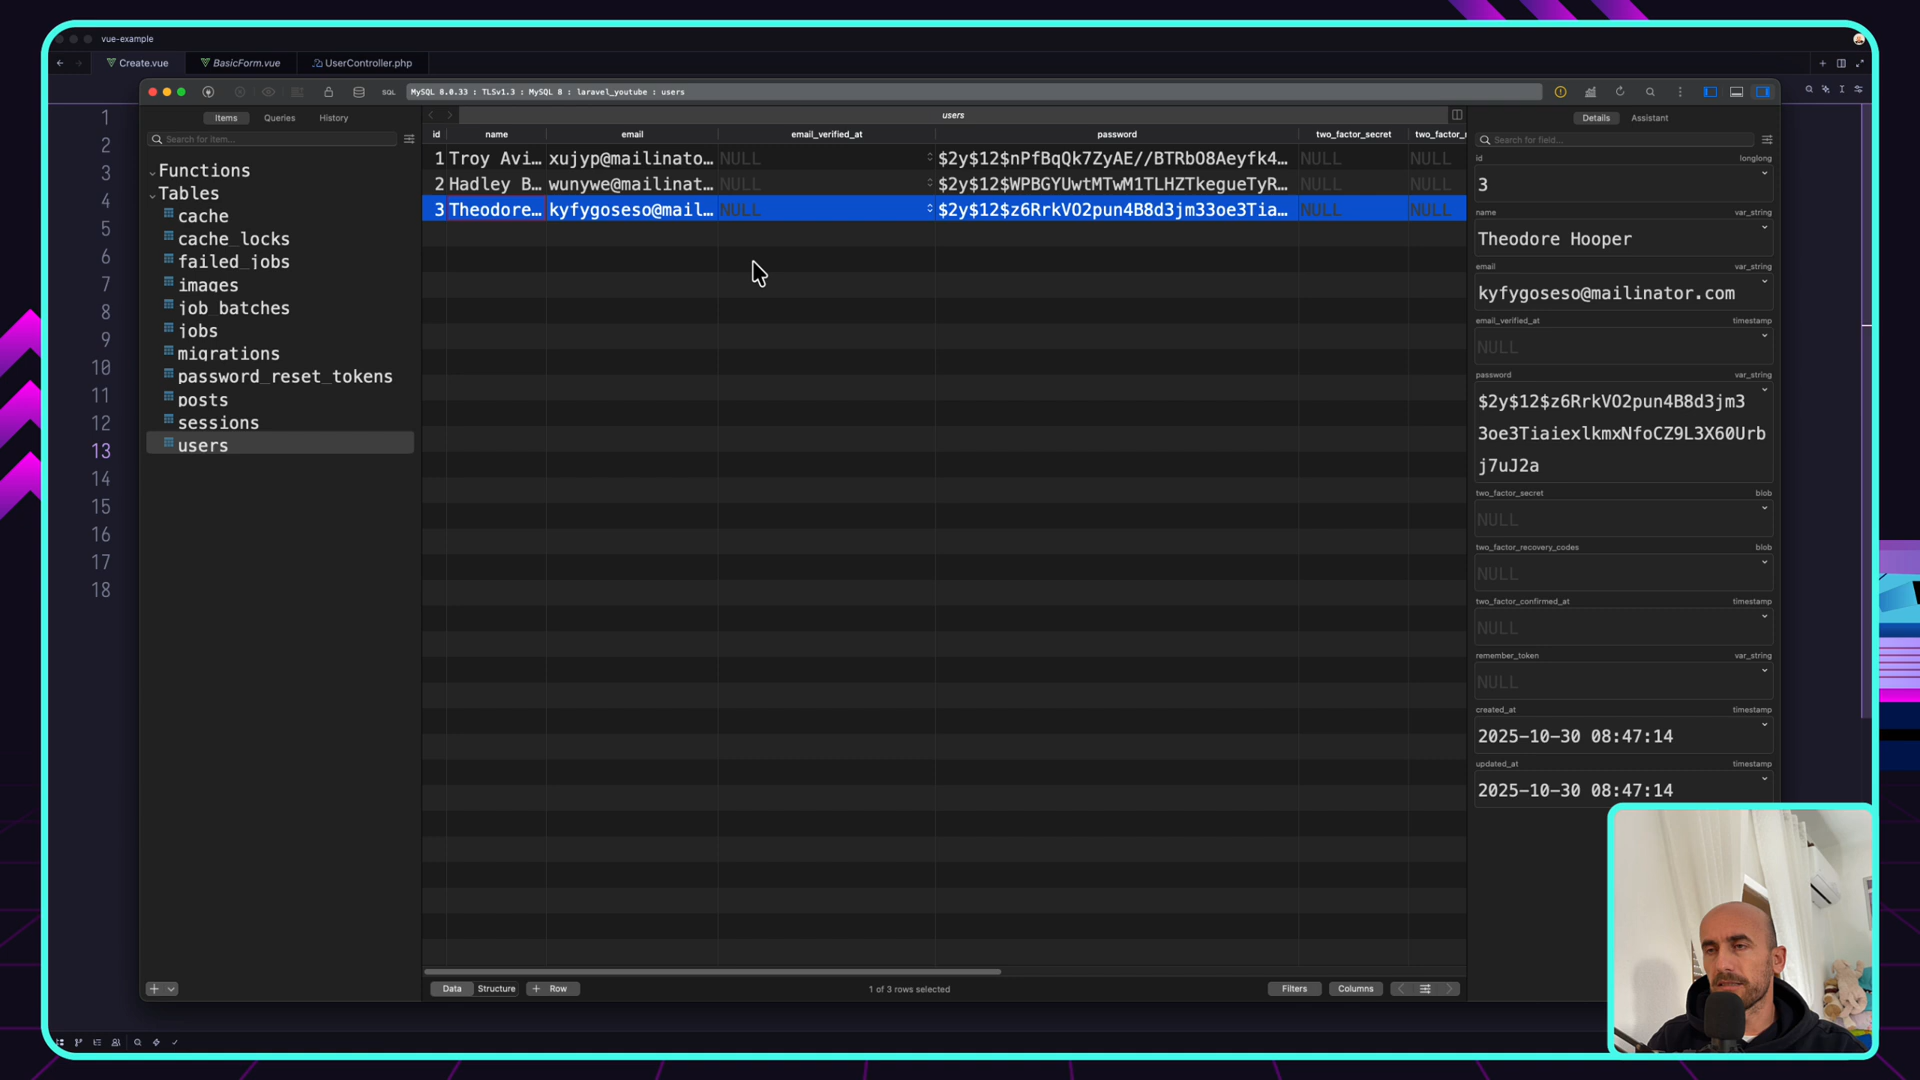 vue-example
Create.vue
BasicForm.vue
UserController.php
SQL
MySQL 8.0.33 : TLSv1.3 : MySQL 8 : laravel_youtube : users
Items
Queries
History
Search for item...
Functions
Tables
cache
cache_locks
failed_jobs
images
job_batches
jobs
migrations
password_reset_tokens
posts
sessions
users
1
2
3
4
5
6
7
8
9
10
11
12
13
14
15
16
17
18
users
id name email email_verified_at password two_factor_secret two_factor_r
1 Troy Avi... xujyp@mailinato... NULL $2y$12$nPfBqQk7ZyAE//BTRbO8Aeyfk4... NULL NULL
2 Hadley B... wunywe@mailinat... NULL $2y$12$WPBGYUwtMTwM1TLHZTkegueTyR... NULL NULL
3 Theodore... kyfygoseso@mail... NULL $2y$12$z6RrkVO2pun4B8d3jm33oe3Tia... NULL NULL
Data
Structure
+ Row
1 of 3 rows selected
Filters
Columns
Details
Assistant
Search for field...
id longlong
3
name var_string
Theodore Hooper
email var_string
kyfygoseso@mailinator.com
email_verified_at timestamp
NULL
password var_string
$2y$12$z6RrkVO2pun4B8d3jm3
3oe3TiaiexlkmxNfoCZ9L3X60Urb
j7uJ2a
two_factor_secret blob
NULL
two_factor_recovery_codes blob
NULL
two_factor_confirmed_at timestamp
NULL
remember_token var_string
NULL
created_at timestamp
2025-10-30 08:47:14
updated_at timestamp
2025-10-30 08:47:14